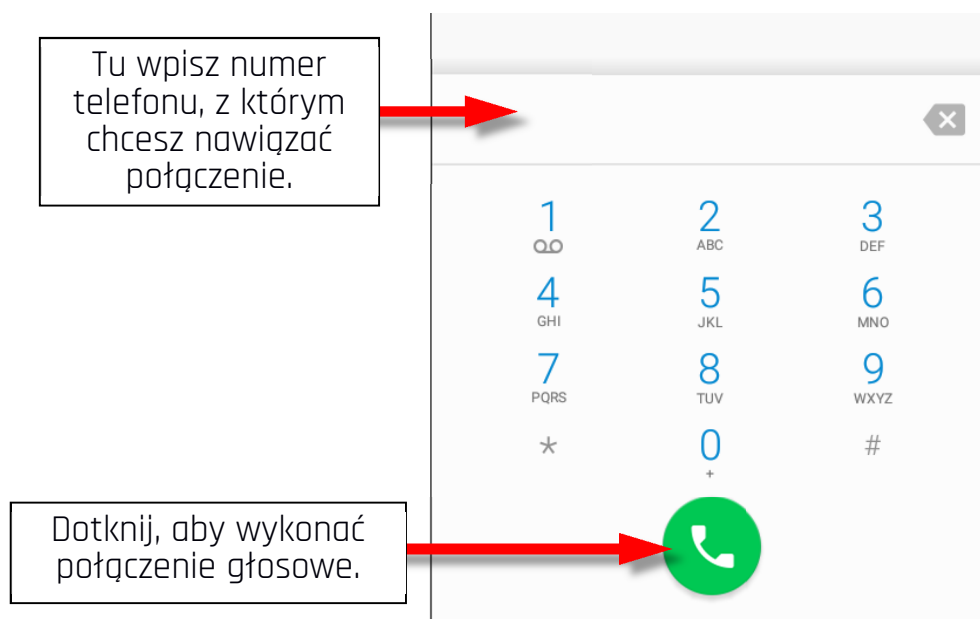 Tu wpisz numer
telefonu, z którym
chcesz nawiązać
połączenie.
1 2 3
ABC DEF
4 5 6
GHI JKL MNO
7 8 9
PQRS TUV WXYZ
* 0 #
+
Dotknij, aby wykonać
połączenie głosowe.